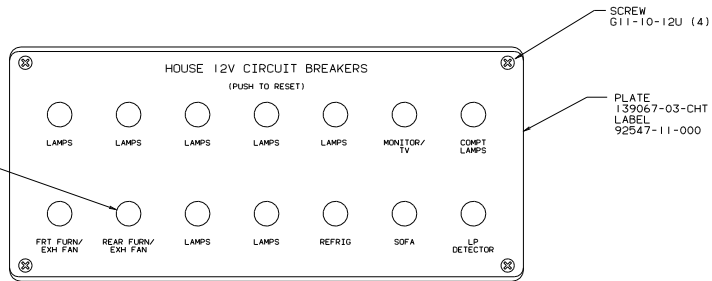 SCREW
G11-10-12U (4)
HOUSE 12V CIRCUIT BREAKERS
(PUSH TO RESET)
PLATE
139067-03-CHT
LABEL
92547-11-000
LAMPS LAMPS LAMPS LAMPS LAMPS MONITOR/ COMPT
TV LAMPS
FRT FURN/ REAR FURN/ LAMPS LAMPS REFRIG SOFA LP
EXH FAN EXH FAN DETECTOR